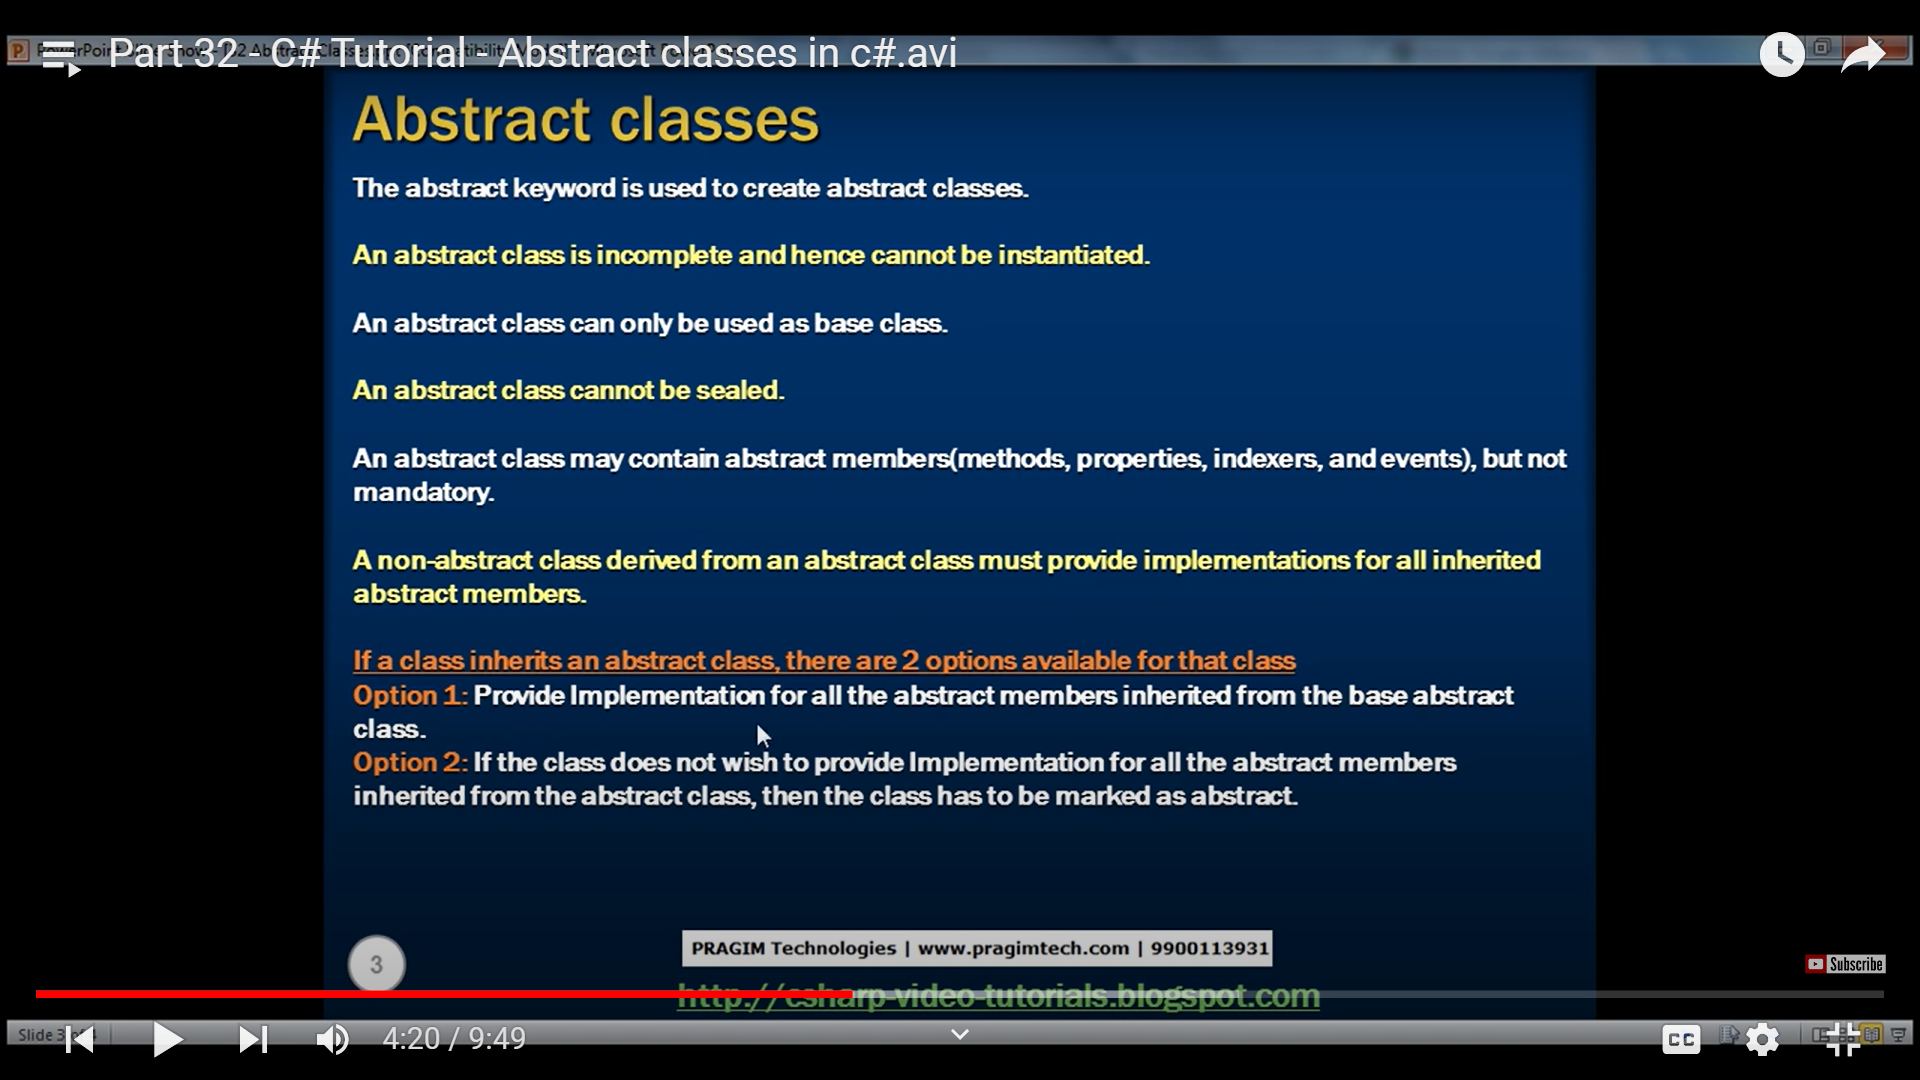 Part 32 - C# Tutorial - Abstract classes in c#.avi
Abstract classes
The abstract keyword is used to create abstract classes.
An abstract class is incomplete and hence cannot be instantiated.
An abstract class can only be used as base class.
An abstract class cannot be sealed.
An abstract class may contain abstract members(methods, properties, indexers, and events), but not
mandatory.
A non-abstract class derived from an abstract class must provide implementations for all inherited
abstract members.
If a class inherits an abstract class, there are 2 options available for that class
Option 1: Provide Implementation for all the abstract members inherited from the base abstract
class.
Option 2: If the class does not wish to provide Implementation for all the abstract members
inherited from the abstract class, then the class has to be marked as abstract.
3
PRAGIM Technologies | www.pragimtech.com | 9900113931
Subscribe
http://csharp-video-tutorials.blogspot.com
Slide 3
4:20 / 9:49
CC